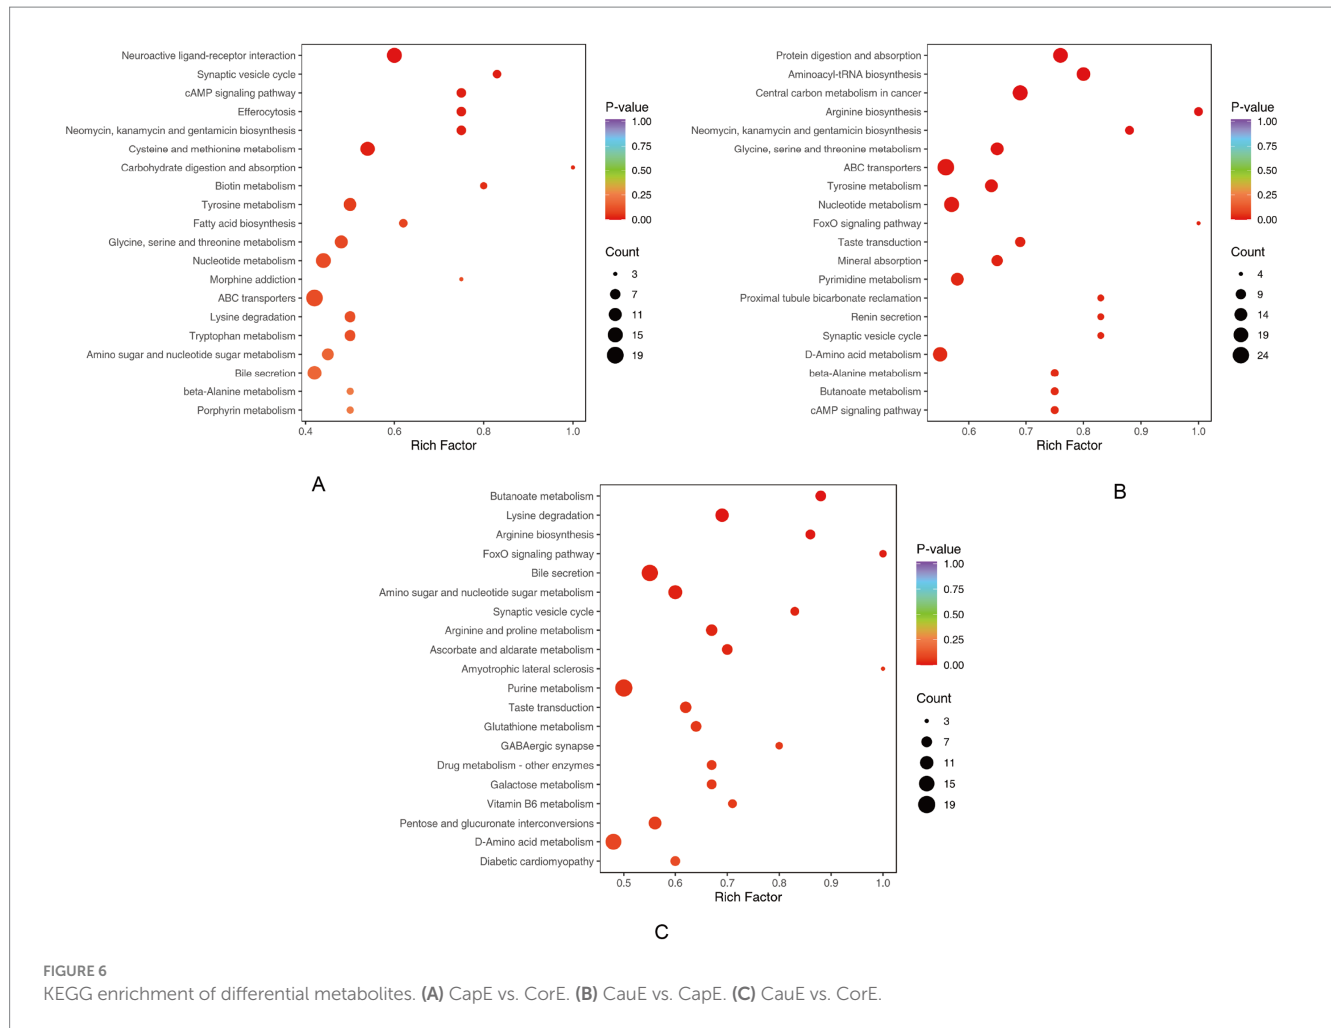 Neuroactive ligand-receptor interaction
Synaptic vesicle cycle
cAMP signaling pathway
Efferocytosis
Neomycin, kanamycin and gentamicin biosynthesis
Cysteine and methionine metabolism
Carbohydrate digestion and absorption
Biotin metabolism
Tyrosine metabolism
Fatty acid biosynthesis
Glycine, serine and threonine metabolism
Nucleotide metabolism
Morphine addiction
ABC transporters
Lysine degradation
Tryptophan metabolism
Amino sugar and nucleotide sugar metabolism
Bile secretion
beta-Alanine metabolism
Porphyrin metabolism
0.4 0.6 0.8 1.0
Rich Factor
P-value
1.00
0.75
0.50
0.25
0.00
Count
3
7
11
15
19
A
Protein digestion and absorption
Aminoacyl-tRNA biosynthesis
Central carbon metabolism in cancer
Arginine biosynthesis
Neomycin, kanamycin and gentamicin biosynthesis
Glycine, serine and threonine metabolism
ABC transporters
Tyrosine metabolism
Nucleotide metabolism
FoxO signaling pathway
Taste transduction
Mineral absorption
Pyrimidine metabolism
Proximal tubule bicarbonate reclamation
Renin secretion
Synaptic vesicle cycle
D-Amino acid metabolism
beta-Alanine metabolism
Butanoate metabolism
cAMP signaling pathway
0.6 0.7 0.8 0.9 1.0
Rich Factor
P-value
1.00
0.75
0.50
0.25
0.00
Count
4
9
14
19
24
B
Butanoate metabolism
Lysine degradation
Arginine biosynthesis
FoxO signaling pathway
Bile secretion
Amino sugar and nucleotide sugar metabolism
Synaptic vesicle cycle
Arginine and proline metabolism
Ascorbate and aldarate metabolism
Amyotrophic lateral sclerosis
Purine metabolism
Taste transduction
Glutathione metabolism
GABAergic synapse
Drug metabolism - other enzymes
Galactose metabolism
Vitamin B6 metabolism
Pentose and glucuronate interconversions
D-Amino acid metabolism
Diabetic cardiomyopathy
0.5 0.6 0.7 0.8 0.9 1.0
Rich Factor
P-value
1.00
0.75
0.50
0.25
0.00
Count
3
7
11
15
19
C
FIGURE 6
KEGG enrichment of differential metabolites. (A) CapE vs. CorE. (B) CauE vs. CapE. (C) CauE vs. CorE.